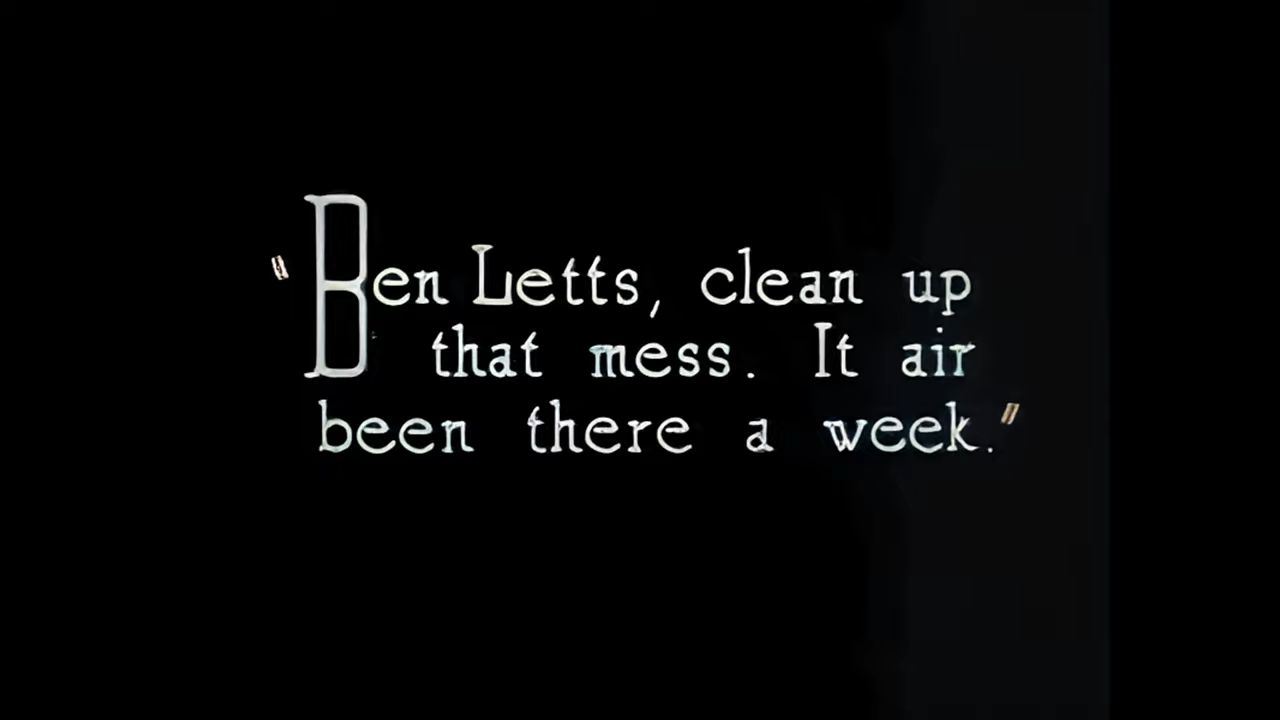 "Ben Letts, clean up
that mess. It air
been there a week."